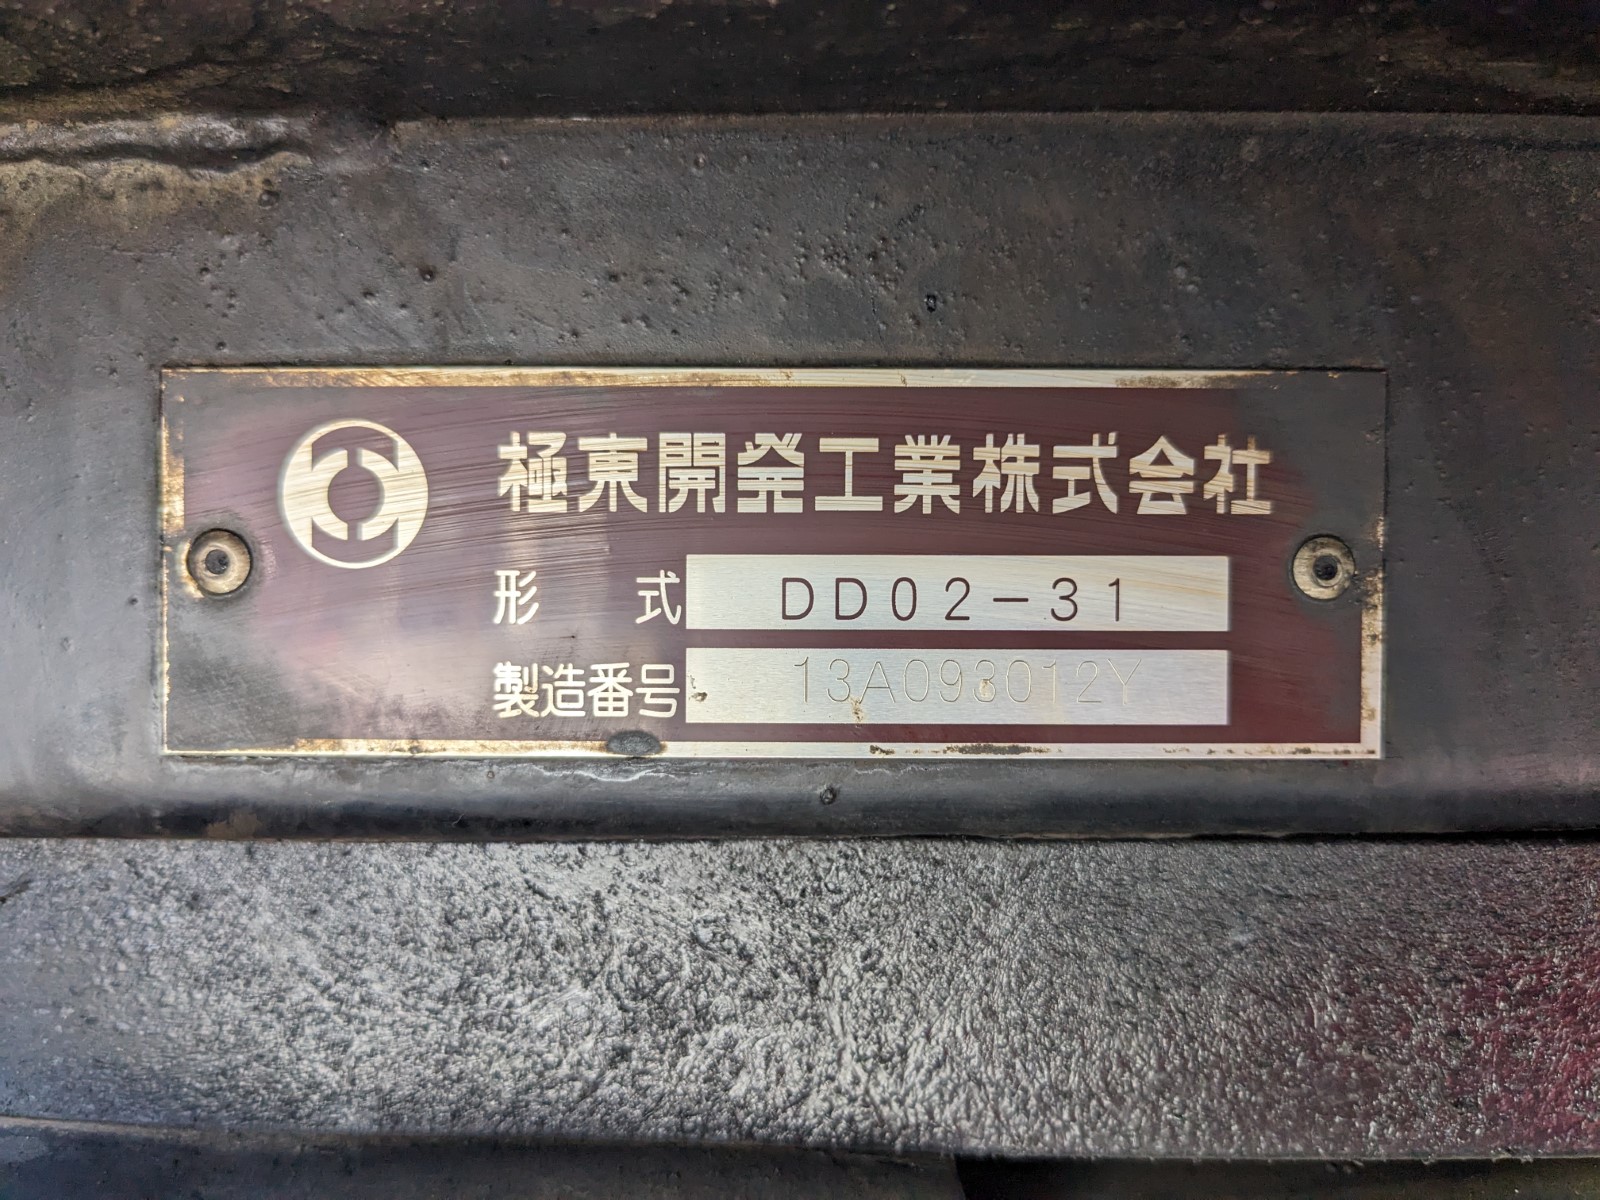 極東開発工業株式会社
形式 DD02-31
製造番号 13A093012Y